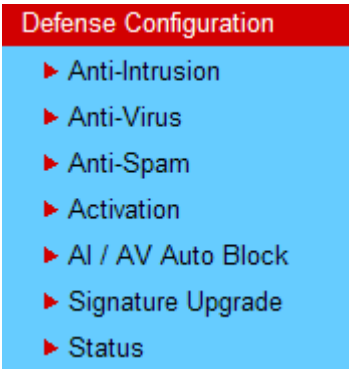 Defense Configuration
Anti-Intrusion
Anti-Virus
Anti-Spam
Activation
AI / AV Auto Block
Signature Upgrade
Status